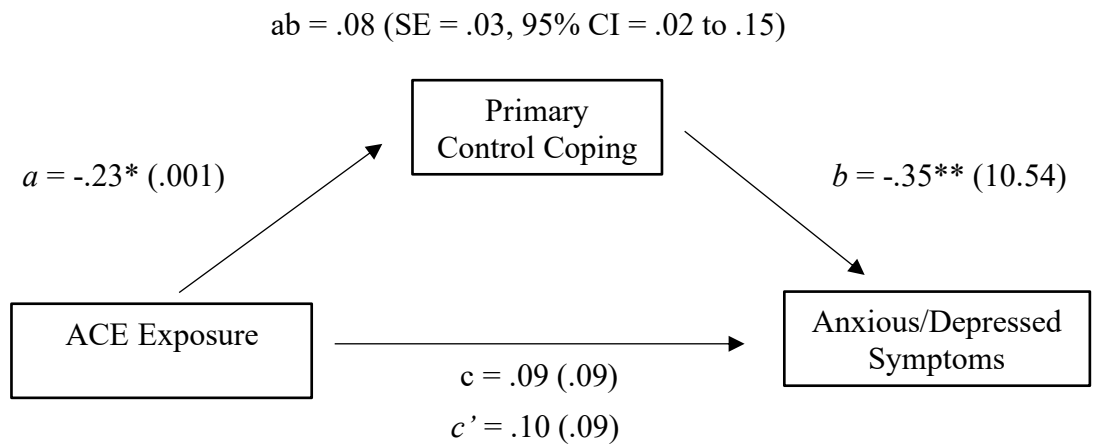 ab = .08 (SE = .03, 95% CI = .02 to .15)
Primary
Control Coping
a = -.23* (.001)
b = -.35** (10.54)
ACE Exposure
Anxious/Depressed
Symptoms
c = .09 (.09)
c’ = .10 (.09)